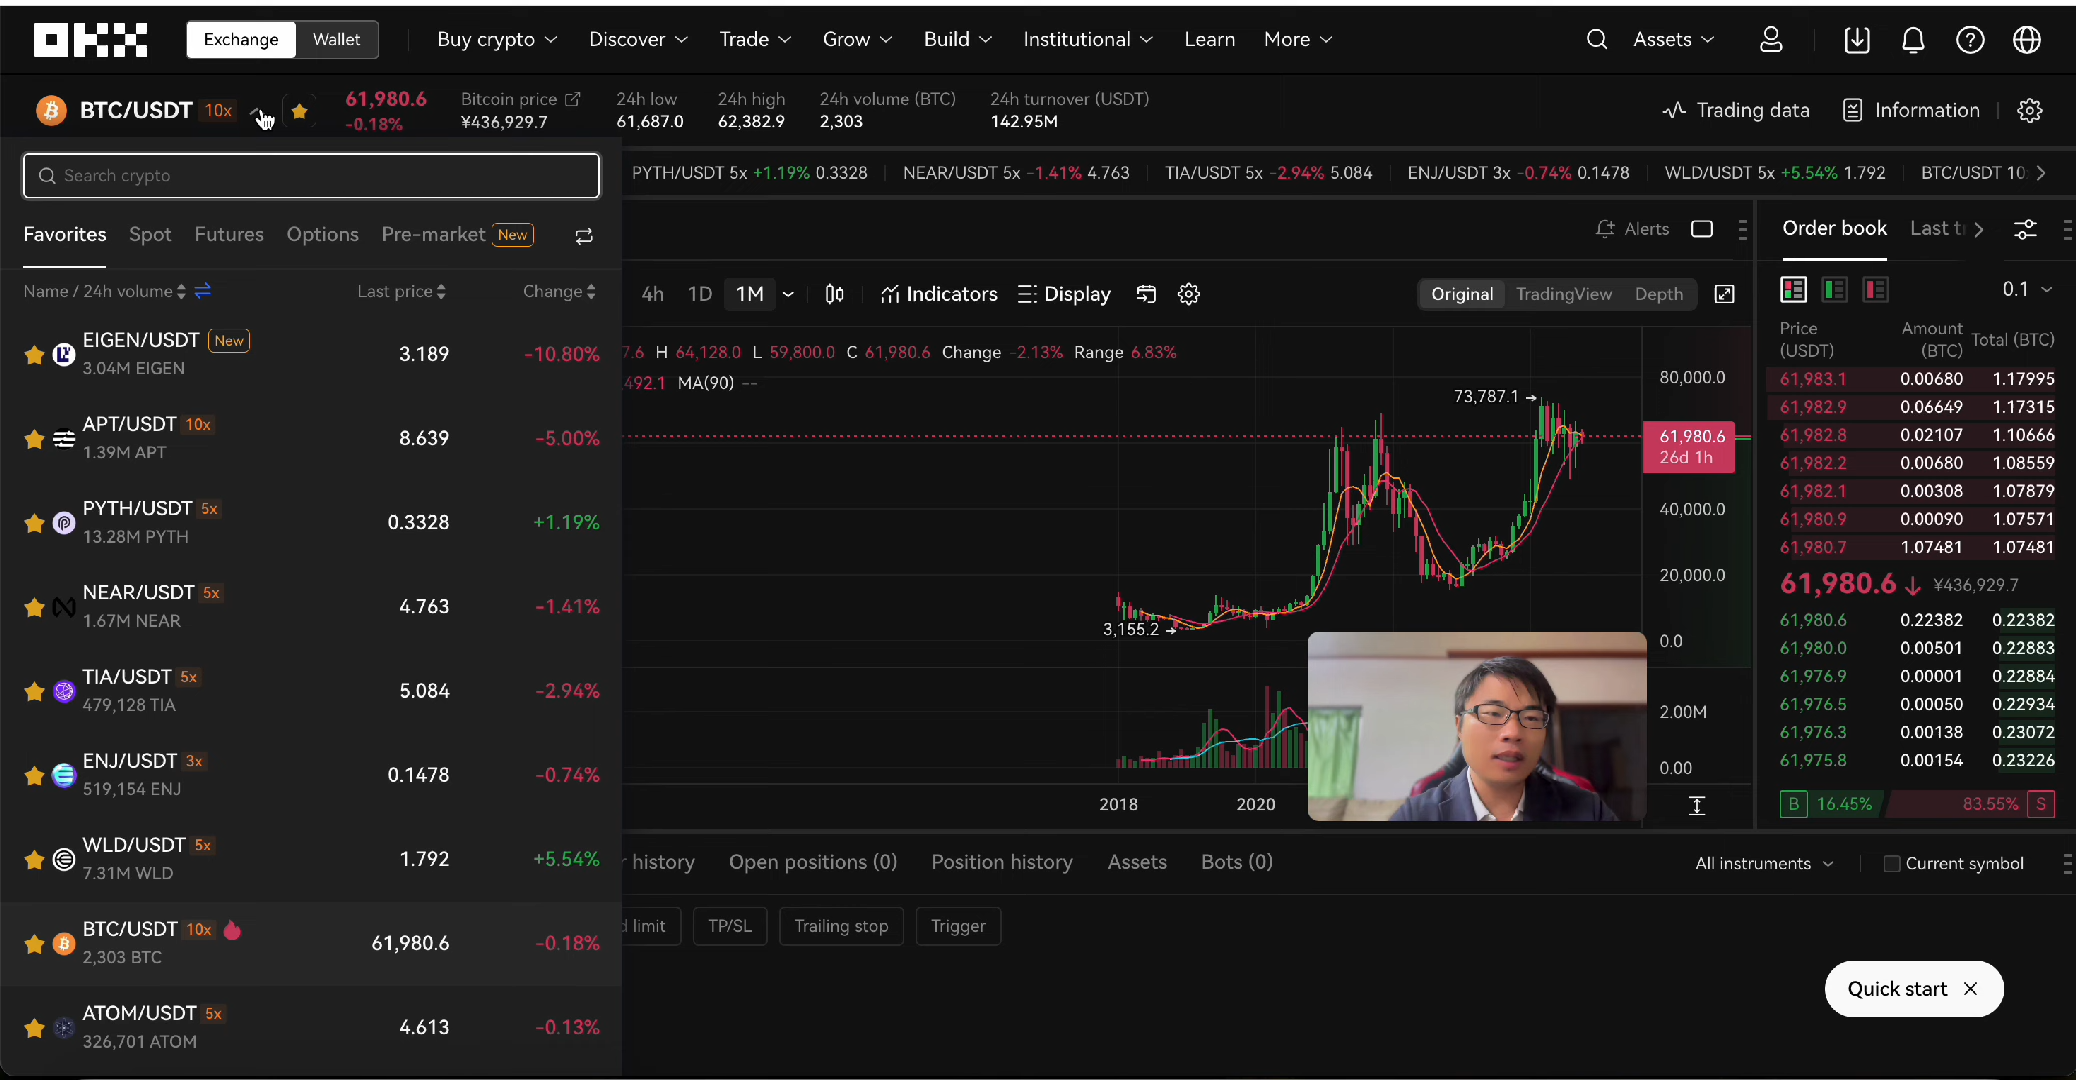 OKX Exchange Wallet Buy crypto Discover Trade Grow Build Institutional Learn More Assets
BTC/USDT 10x 61,980.6 -0.18%
Bitcoin price ¥436,929.7
24h low 61,687.0
24h high 62,382.9
24h volume (BTC) 2,303
24h turnover (USDT) 142.95M
Trading data Information
Search crypto
Favorites Spot Futures Options Pre-market New
Name / 24h volume Last price Change
EIGEN/USDT New 3.189 -10.80%
3.04M EIGEN
APT/USDT 10x 8.639 -5.00%
1.39M APT
PYTH/USDT 5x 0.3328 +1.19%
13.28M PYTH
NEAR/USDT 5x 4.763 -1.41%
1.67M NEAR
TIA/USDT 5x 5.084 -2.94%
479,128 TIA
ENJ/USDT 3x 0.1478 -0.74%
519,154 ENJ
WLD/USDT 5x 1.792 +5.54%
7.31M WLD
BTC/USDT 10x 61,980.6 -0.18%
2,303 BTC
ATOM/USDT 5x 4.613 -0.13%
326,701 ATOM
PYTH/USDT 5x +1.19% 0.3328 NEAR/USDT 5x -1.41% 4.763 TIA/USDT 5x -2.94% 5.084 ENJ/USDT 3x -0.74% 0.1478 WLD/USDT 5x +5.54% 1.792 BTC/USDT 10
Alerts
4h 1D 1M Indicators Display Original TradingView Depth
7.6 H 64,128.0 L 59,800.0 C 61,980.6 Change -2.13% Range 6.83%
492.1 MA(90) --
80,000.0
73,787.1
61,980.6
26d 1h
40,000.0
20,000.0
3,155.2
0.0
2.00M
0.00
2018 2020
Order book Last t
0.1
Price (USDT) Amount (BTC) Total (BTC)
61,983.1 0.00680 1.17995
61,982.9 0.06649 1.17315
61,982.8 0.02107 1.10666
61,982.2 0.00680 1.08559
61,982.1 0.00308 1.07879
61,980.9 0.00090 1.07571
61,980.7 1.07481 1.07481
61,980.6 ¥436,929.7
61,980.6 0.22382 0.22382
61,980.0 0.00501 0.22883
61,976.9 0.00001 0.22884
61,976.5 0.00050 0.22934
61,976.3 0.00138 0.23072
61,975.8 0.00154 0.23226
B 16.45% 83.55% S
r history Open positions (0) Position history Assets Bots (0) All instruments Current symbol
d limit TP/SL Trailing stop Trigger
Quick start